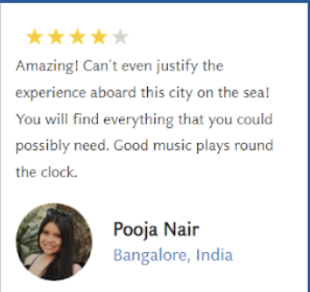 Amazing! Can't even justify the
experience aboard this city on the sea!
You will find everything that you could
possibly need. Good music plays round
the clock.
Pooja Nair
Bangalore, India